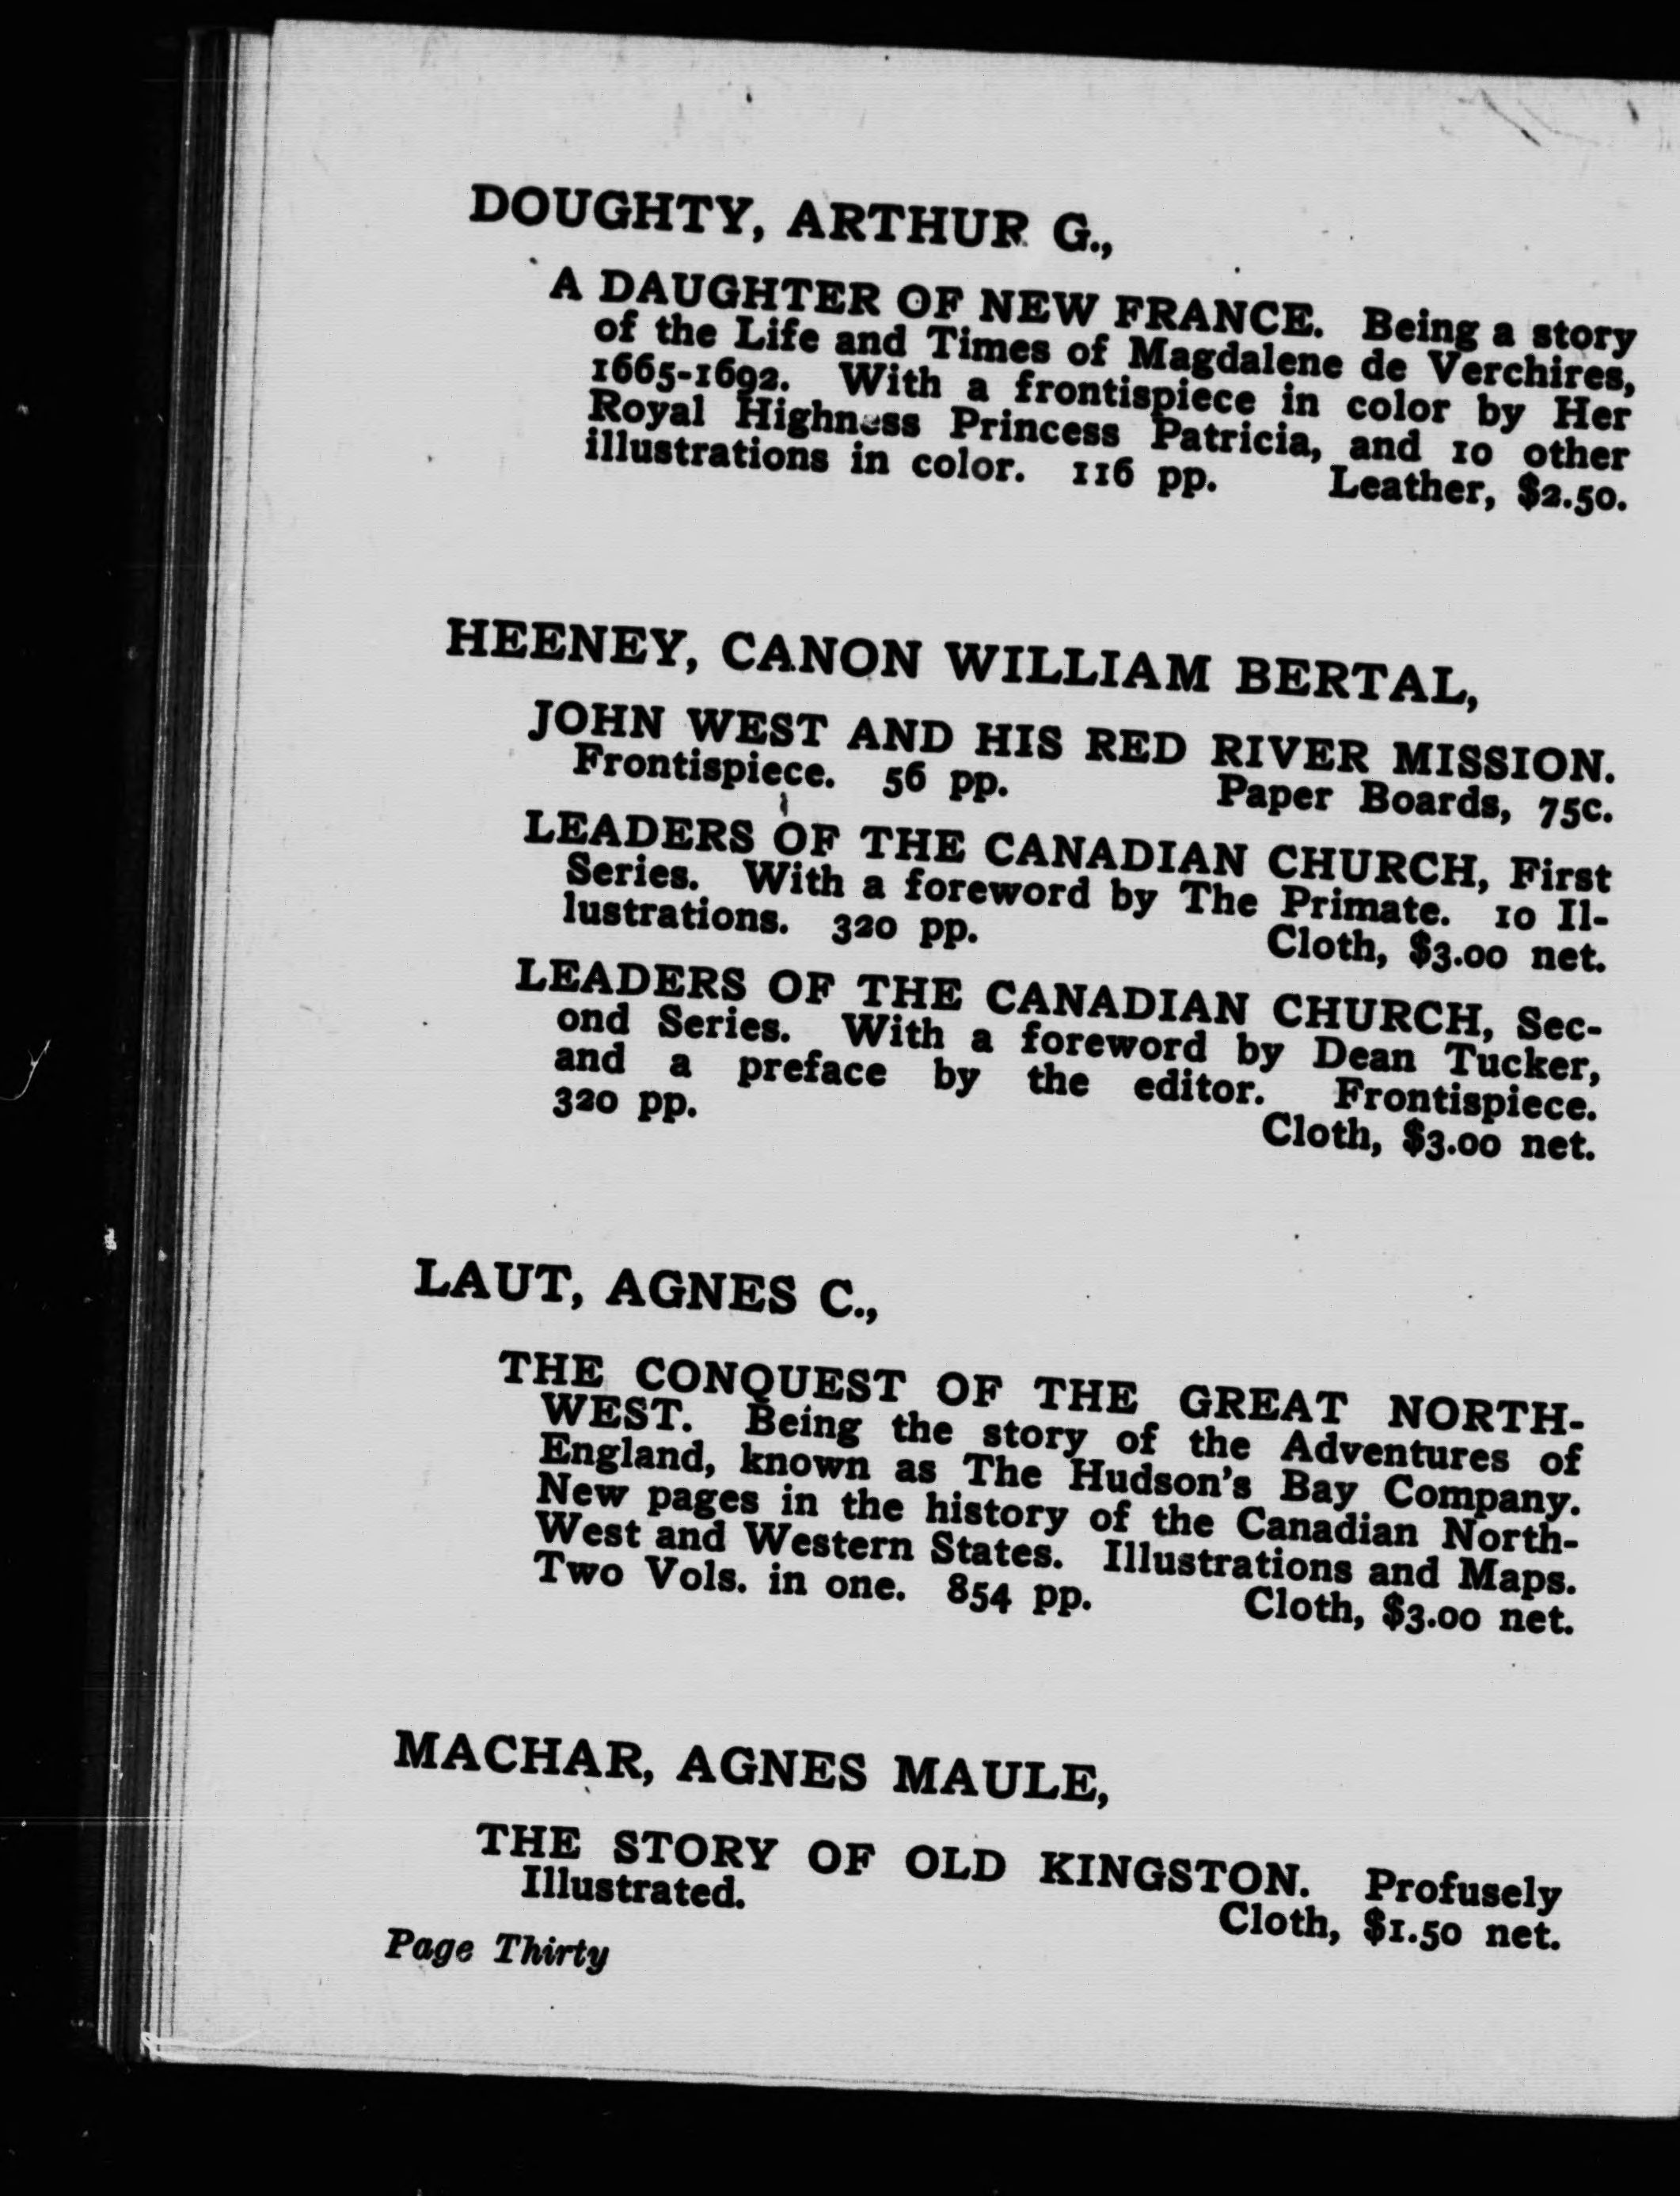 DOUGHTY, ARTHUR G.,
A DAUGHTER OF NEW FRANCE. Being a story
of the Life and Times of Magdalene de Verchires,
1665-1692. With a frontispiece in color by Her
Royal Highness Princess Patricia, and 10 other
illustrations in color. 116 pp. Leather, $2.50.
HEENEY, CANON WILLIAM BERTAL,
JOHN WEST AND HIS RED RIVER MISSION.
Frontispiece. 56 pp. Paper Boards, 75c.
LEADERS OF THE CANADIAN CHURCH, First
Series. With a foreword by The Primate. 10 Il-
lustrations. 320 pp. Cloth, $3.00 net.
LEADERS OF THE CANADIAN CHURCH, Sec-
ond Series. With a foreword by Dean Tucker,
and a preface by the editor. Frontispiece.
320 pp. Cloth, $3.00 net.
LAUT, AGNES C.,
THE CONQUEST OF THE GREAT NORTH-
WEST. Being the story of the Adventures of
England, known as The Hudson's Bay Company.
New pages in the history of the Canadian North-
West and Western States. Illustrations and Maps.
Two Vols. in one. 854 pp. Cloth, $3.00 net.
MACHAR, AGNES MAULE,
THE STORY OF OLD KINGSTON. Profusely
Illustrated. Cloth, $1.50 net.
Page Thirty